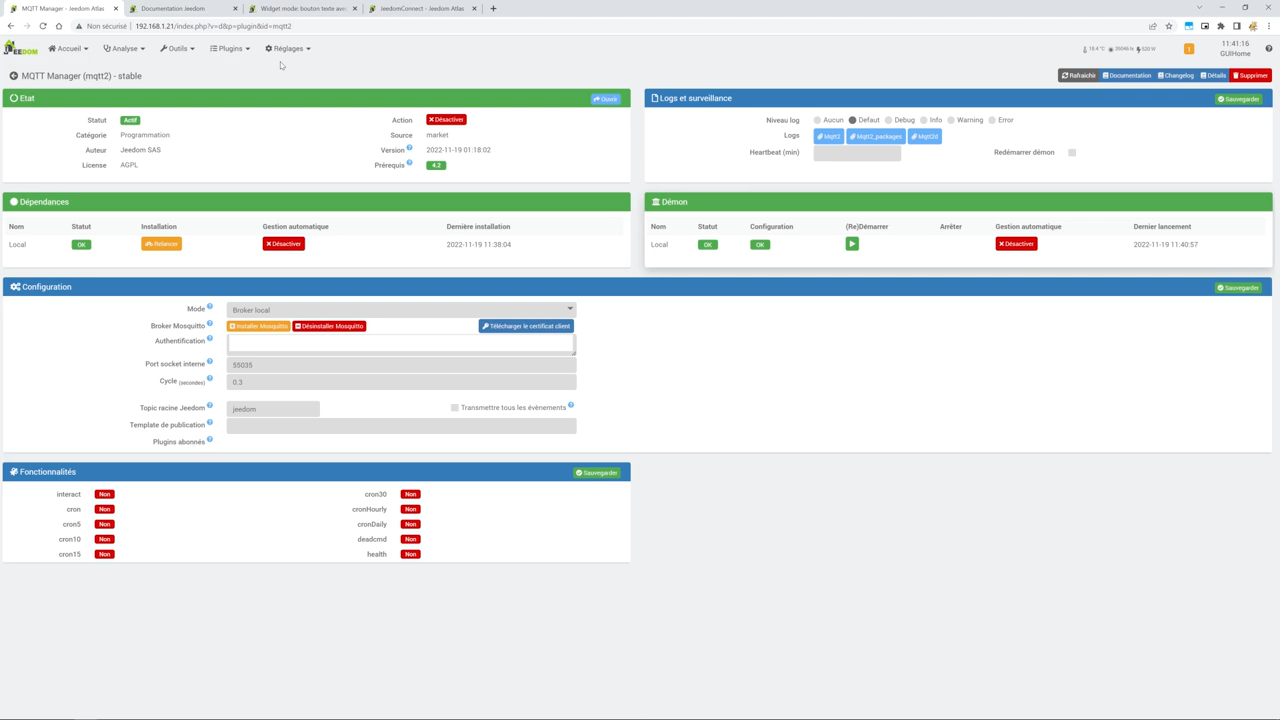 MQTT Manager - Jeedom Atlas
Documentation Jeedom
Widget mode: bouton texte ave
JeedomConnect - Jeedom Atlas
Non sécurisé 192.168.1.21/index.php?v=d&p=plugin&id=mqtt2
JEEDOM Accueil Analyse Outils Plugins Réglages
18.4 °C 39046 lx 520 W 1 11:41:16
GUIHome
MQTT Manager (mqtt2) - stable
Rafraichir Documentation Changelog Détails Supprimer
Etat Ouvrir
Statut Actif Action Désactiver
Catégorie Programmation Source market
Auteur Jeedom SAS Version 2022-11-19 01:18:02
License AGPL Prérequis 4.2
Logs et surveillance Sauvegarder
Niveau log Aucun Defaut Debug Info Warning Error
Logs Mqtt2 Mqtt2_packages Mqtt2d
Heartbeat (min) Redémarrer démon
Dépendances
Nom Statut Installation Gestion automatique Dernière installation
Local OK Relancer Désactiver 2022-11-19 11:38:04
Démon
Nom Statut Configuration (Re)Démarrer Arrêter Gestion automatique Dernier lancement
Local OK OK Désactiver 2022-11-19 11:40:57
Configuration Sauvegarder
Mode Broker local
Broker Mosquitto Installer Mosquitto Désinstaller Mosquitto Télécharger le certificat client
Authentification
Port socket interne 55035
Cycle (secondes) 0.3
Topic racine Jeedom jeedom Transmettre tous les évènements
Template de publication
Plugins abonnés
Fonctionnalités Sauvegarder
interact Non cron30 Non
cron Non cronHourly Non
cron5 Non cronDaily Non
cron10 Non deadcmd Non
cron15 Non health Non